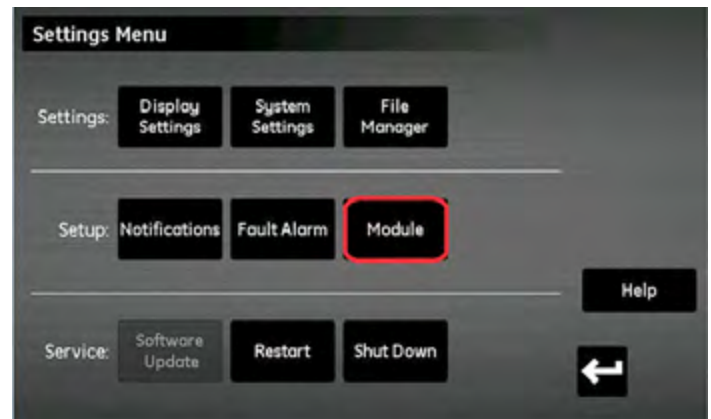 Settings Menu
Settings:
Display
Settings
System
Settings
File
Manager
Setup:
Notifications
Fault Alarm
Module
Help
Service:
Software
Update
Restart
Shut Down